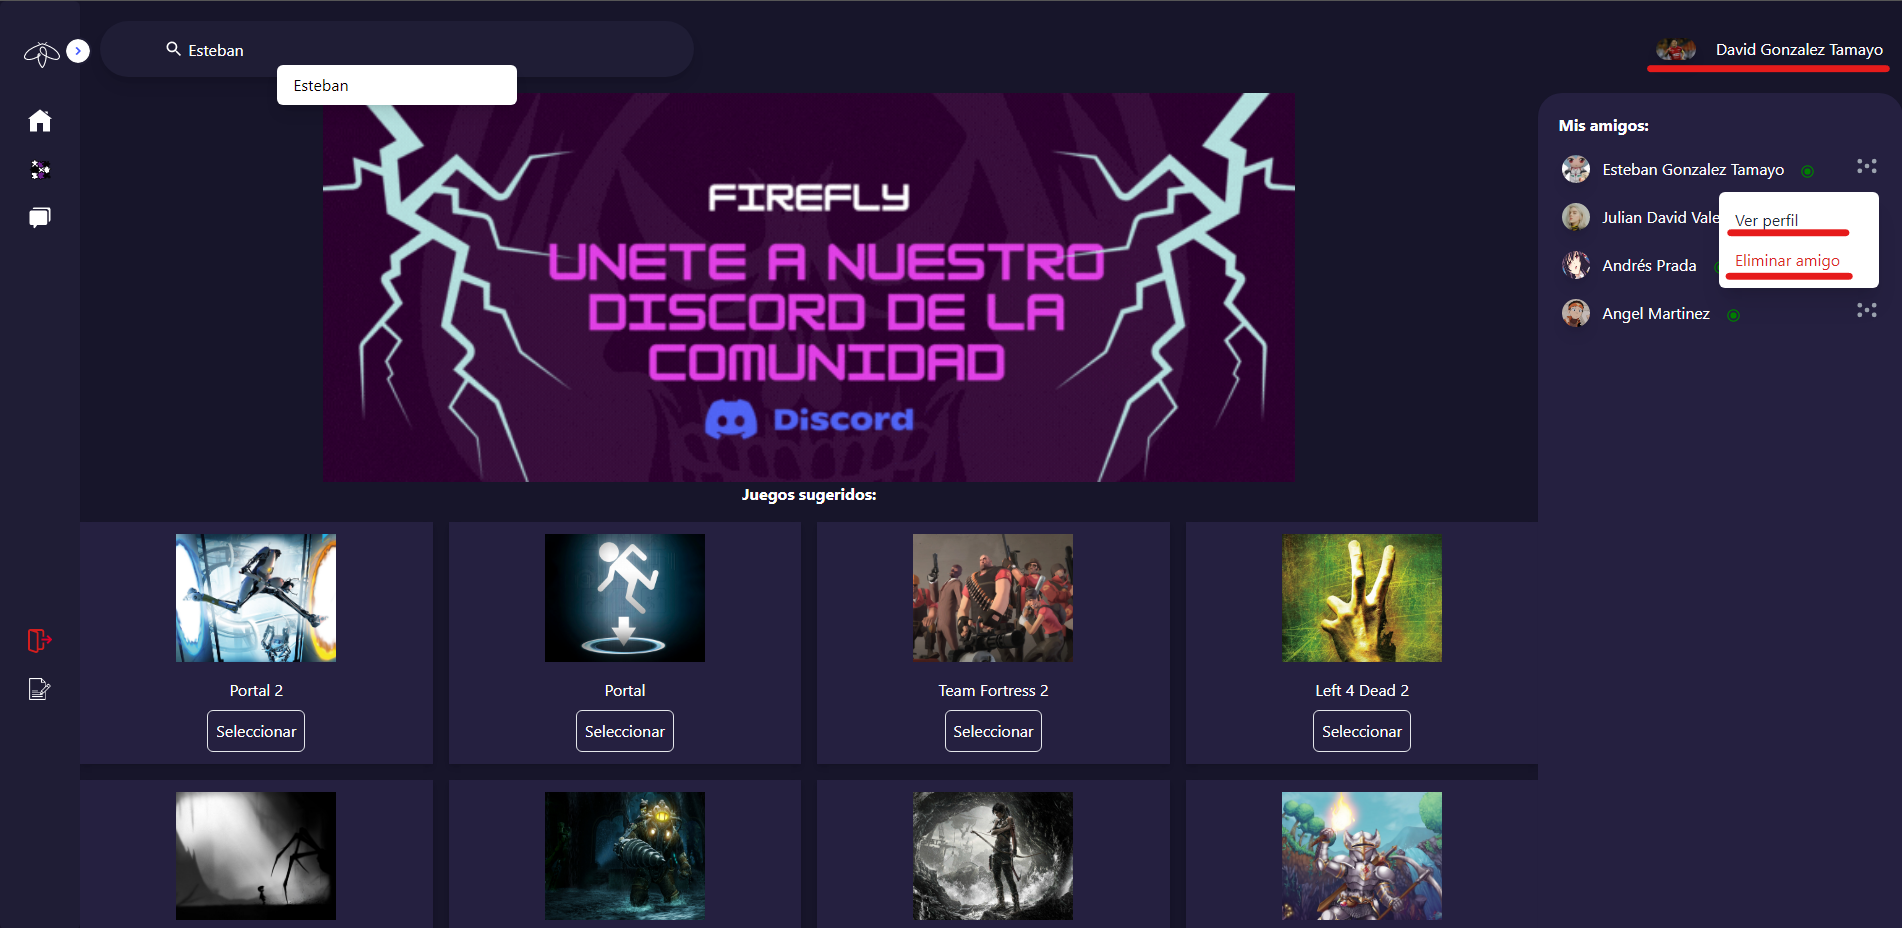 Esteban
David Gonzalez Tamayo
Esteban
FIREFLY
UNETE A NUESTRO
DISCORD DE LA
COMUNIDAD
Discord
Mis amigos:
Esteban Gonzalez Tamayo
Julian David Vale
Ver perfil
Andrés Prada
Eliminar amigo
Angel Martinez
Juegos sugeridos:
Portal 2
Seleccionar
Portal
Seleccionar
Team Fortress 2
Seleccionar
Left 4 Dead 2
Seleccionar